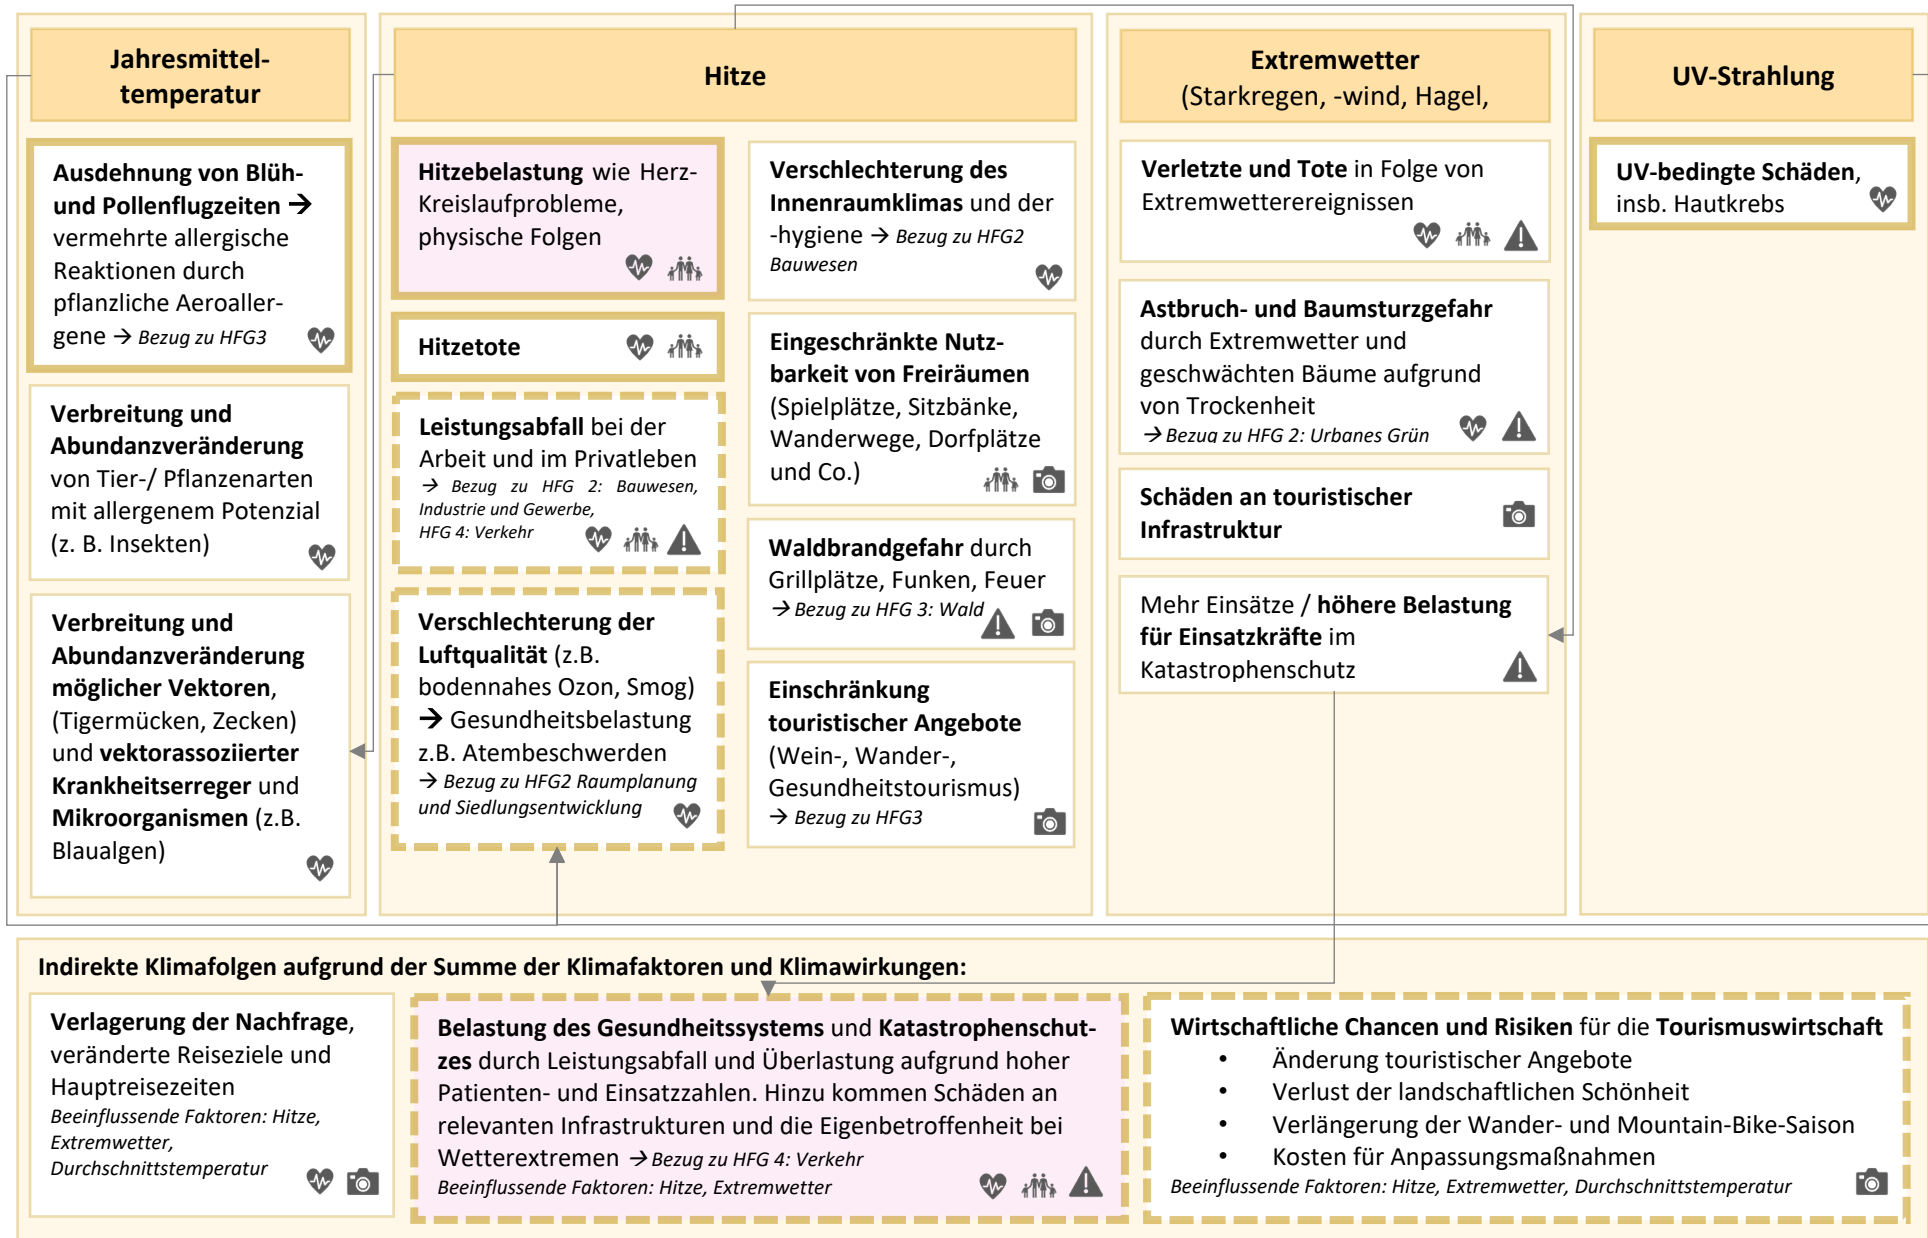 Jahresmittel-
temperatur
Ausdehnung von Blüh-
und Pollenflugzeiten →
vermehrte allergische
Reaktionen durch
pflanzliche Aeroaller-
gene → Bezug zu HFG3
Verbreitung und
Abundanzveränderung
von Tier-/ Pflanzenarten
mit allergenem Potenzial
(z. B. Insekten)
Verbreitung und
Abundanzveränderung
möglicher Vektoren,
(Tigermücken, Zecken)
und vektorassoziierter
Krankheitserreger und
Mikroorganismen (z.B.
Blaualgen)
Hitze
Hitzebelastung wie Herz-
Kreislaufprobleme,
physische Folgen
Hitzetote
Leistungsabfall bei der
Arbeit und im Privatleben
→ Bezug zu HFG 2: Bauwesen,
Industrie und Gewerbe,
HFG 4: Verkehr
Verschlechterung der
Luftqualität (z.B.
bodennahes Ozon, Smog)
→ Gesundheitsbelastung
z.B. Atembeschwerden
→ Bezug zu HFG2 Raumplanung
und Siedlungsentwicklung
Verschlechterung des
Innenraumklimas und der
-hygiene → Bezug zu HFG2
Bauwesen
Eingeschränkte Nutz-
barkeit von Freiräumen
(Spielplätze, Sitzbänke,
Wanderwege, Dorfplätze
und Co.)
Waldbrandgefahr durch
Grillplätze, Funken, Feuer
→ Bezug zu HFG 3: Wald
Einschränkung
touristischer Angebote
(Wein-, Wander-,
Gesundheitstourismus)
→ Bezug zu HFG3
Extremwetter
(Starkregen, -wind, Hagel,
Verletzte und Tote in Folge von
Extremwetterereignissen
Astbruch- und Baumsturzgefahr
durch Extremwetter und
geschwächten Bäume aufgrund
von Trockenheit
→ Bezug zu HFG 2: Urbanes Grün
Schäden an touristischer
Infrastruktur
Mehr Einsätze / höhere Belastung
für Einsatzkräfte im
Katastrophenschutz
UV-Strahlung
UV-bedingte Schäden,
insb. Hautkrebs
Indirekte Klimafolgen aufgrund der Summe der Klimafaktoren und Klimawirkungen:
Verlagerung der Nachfrage,
veränderte Reiseziele und
Hauptreisezeiten
Beeinflussende Faktoren: Hitze,
Extremwetter,
Durchschnittstemperatur
Belastung des Gesundheitssystems und Katastrophenschut-
zes durch Leistungsabfall und Überlastung aufgrund hoher
Patienten- und Einsatzzahlen. Hinzu kommen Schäden an
relevanten Infrastrukturen und die Eigenbetroffenheit bei
Wetterextremen → Bezug zu HFG 4: Verkehr
Beeinflussende Faktoren: Hitze, Extremwetter
Wirtschaftliche Chancen und Risiken für die Tourismuswirtschaft
• Änderung touristischer Angebote
• Verlust der landschaftlichen Schönheit
• Verlängerung der Wander- und Mountain-Bike-Saison
• Kosten für Anpassungsmaßnahmen
Beeinflussende Faktoren: Hitze, Extremwetter, Durchschnittstemperatur